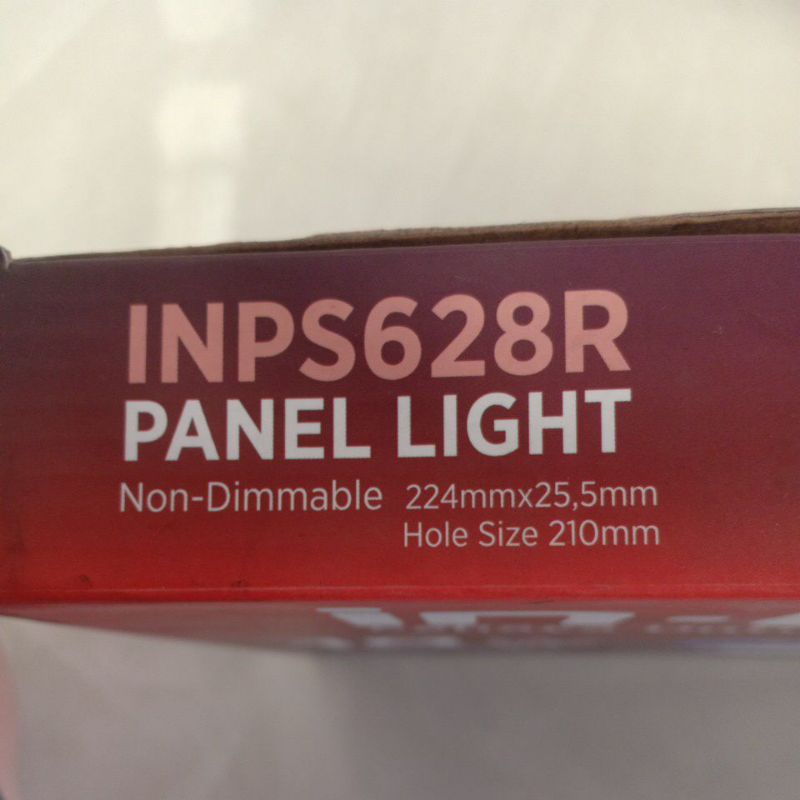 INPS628R
PANEL LIGHT
Non-Dimmable 224mmx25,5mm
Hole Size 210mm